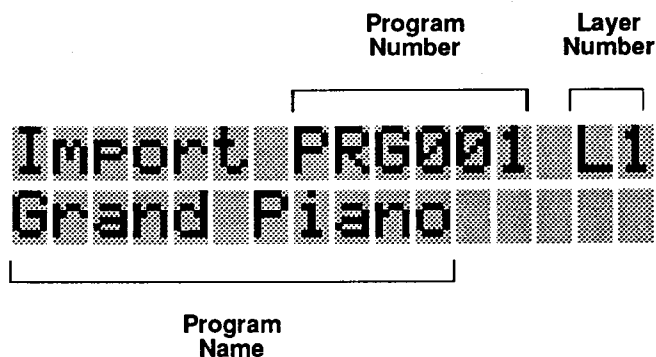 Program Number
Layer Number
Import PRG001 L1
Grand Piano
Program Name